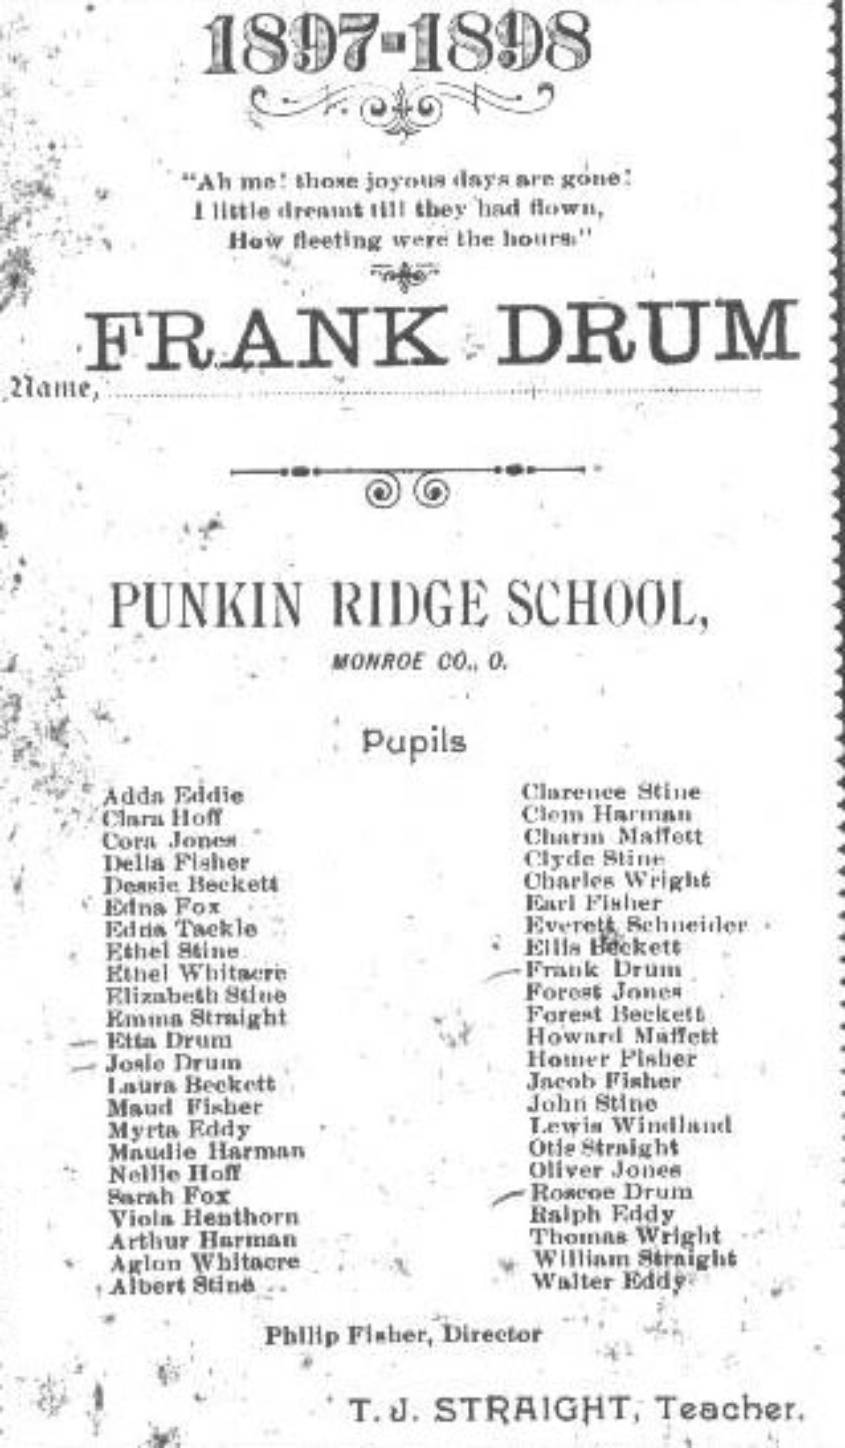 1897-1898
"Ah me! those joyous days are gone!
I little dreamt till they had flown,
How fleeting were the hours."
FRANK DRUM
Name,
PUNKIN RIDGE SCHOOL,
MONROE CO., O.
Pupils
Adda Eddie
Clara Hoff
Cora Jones
Della Fisher
Dessie Beckett
Edna Fox
Edna Tackle
Ethel Stine
Ethel Whitacre
Elizabeth Stine
Emma Straight
Etta Drum
Josie Drum
Laura Beckett
Maud Fisher
Myrta Eddy
Maudie Harman
Nellie Hoff
Sarah Fox
Viola Henthorn
Arthur Harman
Aglon Whitacre
Albert Stine
Clarence Stine
Clem Harman
Charm Maffett
Clyde Stine
Charles Wright
Earl Fisher
Everett Schneider
Ellis Beckett
Frank Drum
Forest Jones
Forest Beckett
Howard Maffett
Homer Fisher
Jacob Fisher
John Stine
Lewis Windland
Otis Straight
Oliver Jones
Roscoe Drum
Ralph Eddy
Thomas Wright
William Straight
Walter Eddy
Philip Fisher, Director
T. J. STRAIGHT, Teacher.